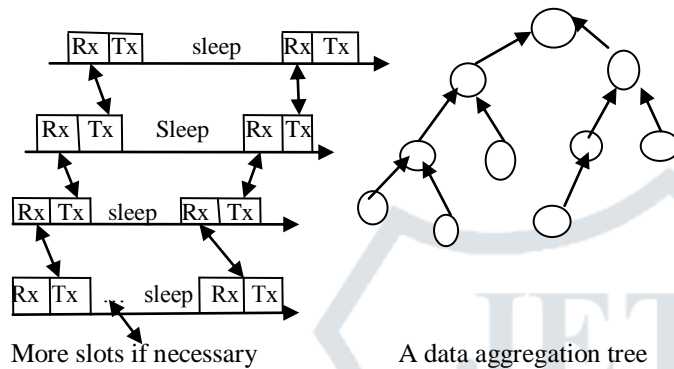 Rx Tx sleep Rx Tx
Rx Tx Sleep Rx Tx
Rx Tx sleep Rx Tx
Rx Tx ... sleep Rx Tx
More slots if necessary
A data aggregation tree
JET